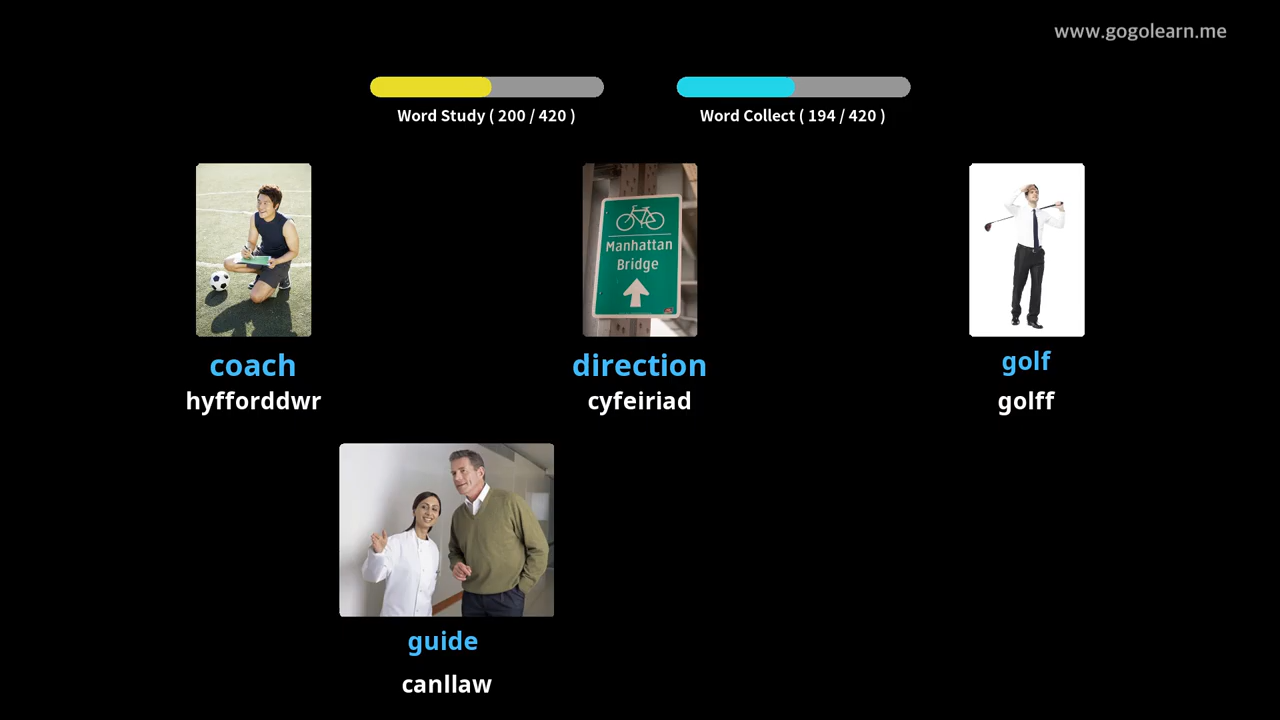 www.gogolearn.me
Word Study ( 200 / 420 )
Word Collect ( 194 / 420 )
Manhattan
Bridge
coach
hyfforddwr
direction
cyfeiriad
golf
golff
guide
canllaw